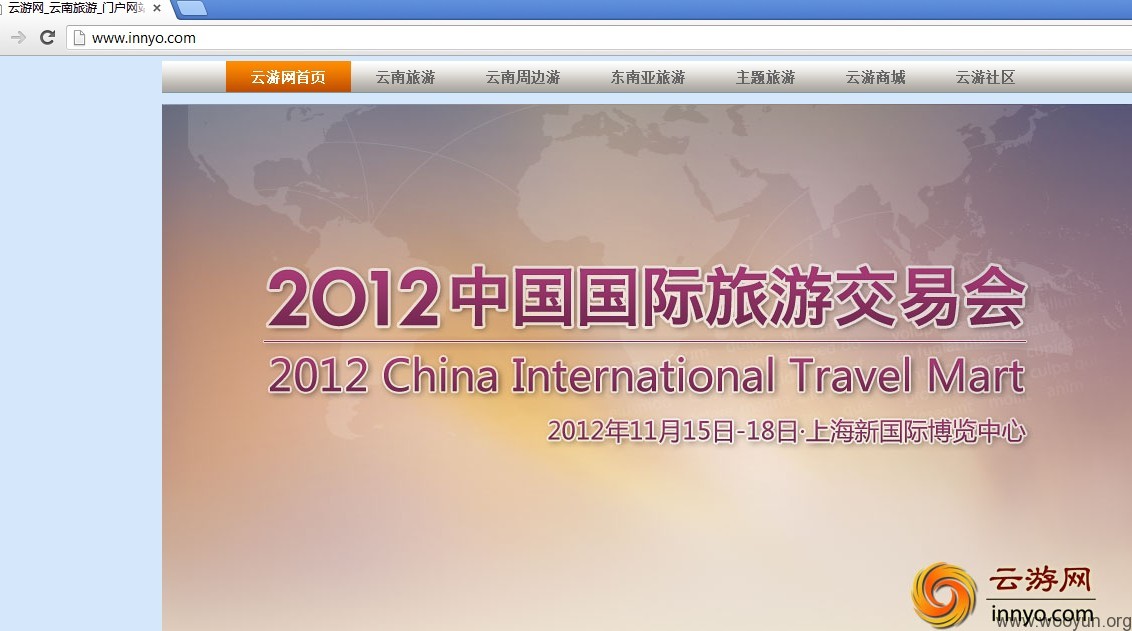 云游网_云南旅游_门户网站
www.innyo.com
云游网首页 云南旅游 云南周边游 东南亚旅游 主题旅游 云游商城 云游社区
2012中国国际旅游交易会
2012 China International Travel Mart
2012年11月15日-18日·上海新国际博览中心
云游网
innyo.com
www.wooyun.org